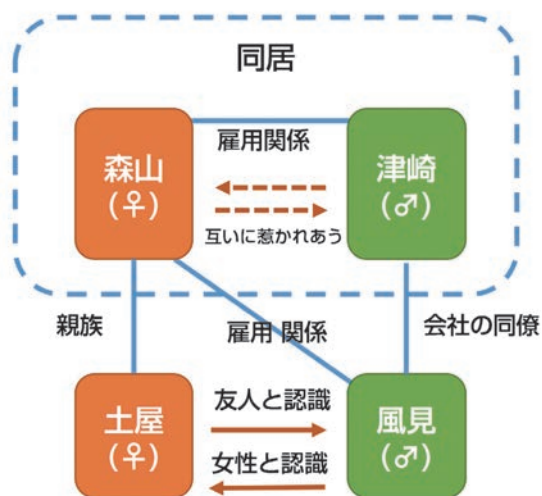 同居
森山
(♀)
雇用関係
津崎
(♂)
互いに惹かれあう
親族
雇用 関係
会社の同僚
土屋
(♀)
友人と認識
女性と認識
風見
(♂)